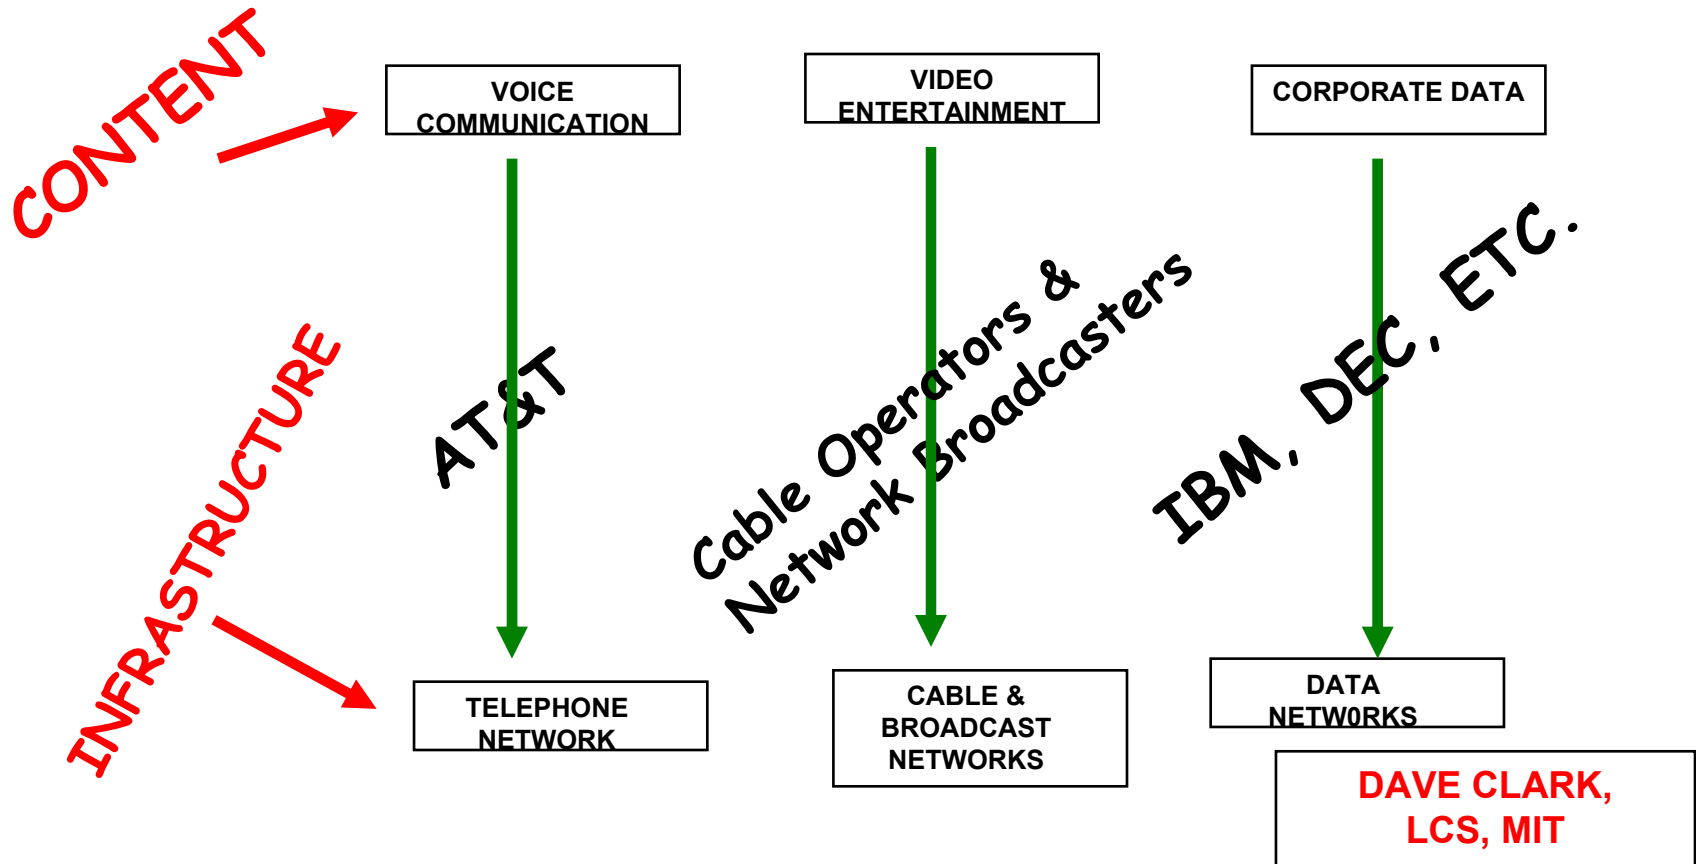 CONTENT
VOICE
COMMUNICATION
VIDEO
ENTERTAINMENT
CORPORATE DATA
INFRASTRUCTURE
AT&T
Cable Operators &
Network Broadcasters
IBM, DEC, ETC.
TELEPHONE
NETWORK
CABLE &
BROADCAST
NETWORKS
DATA
NETW0RKS
DAVE CLARK,
LCS, MIT